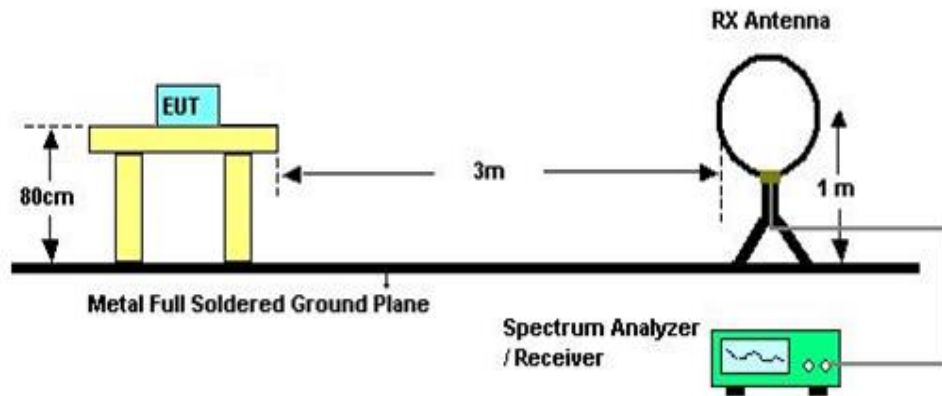 RX Antenna
EUT
3m
80cm
1 m
Metal Full Soldered Ground Plane
Spectrum Analyzer
/ Receiver